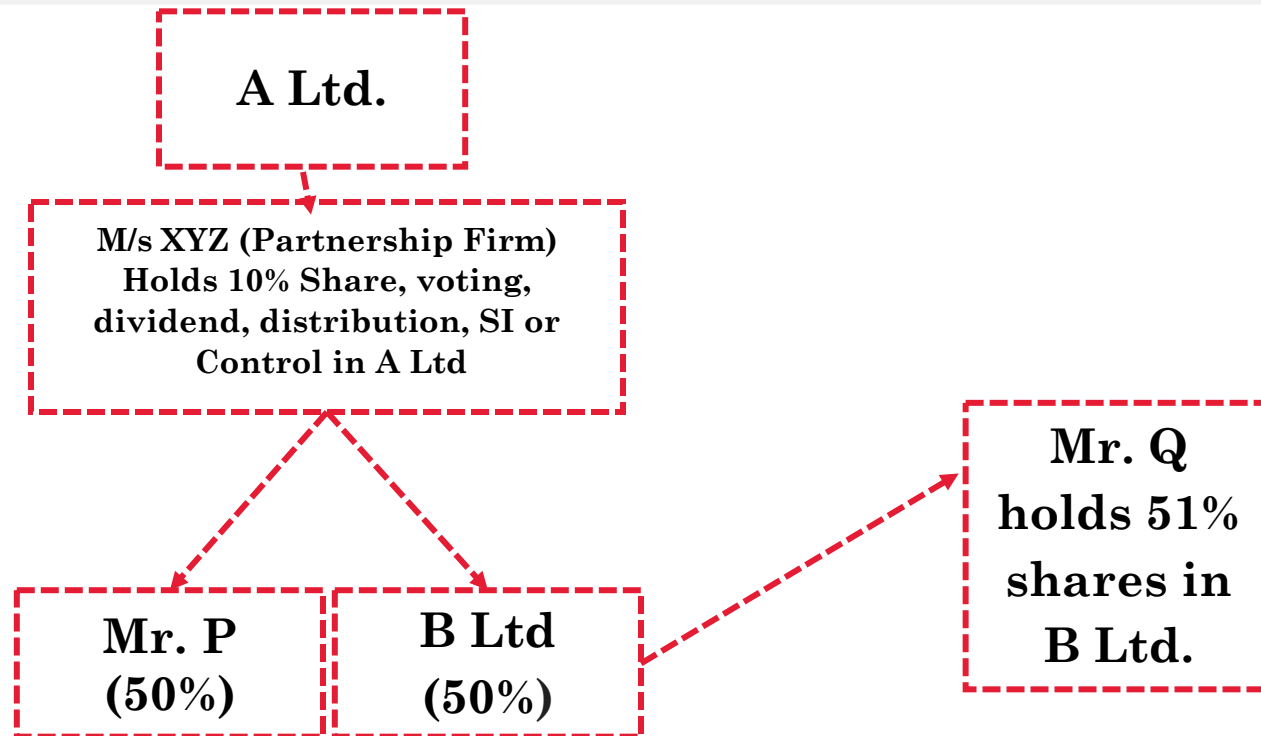 A Ltd.
M/s XYZ (Partnership Firm)
Holds 10% Share, voting,
dividend, distribution, SI or
Control in A Ltd
Mr. P
(50%)
B Ltd
(50%)
Mr. Q
holds 51%
shares in
B Ltd.